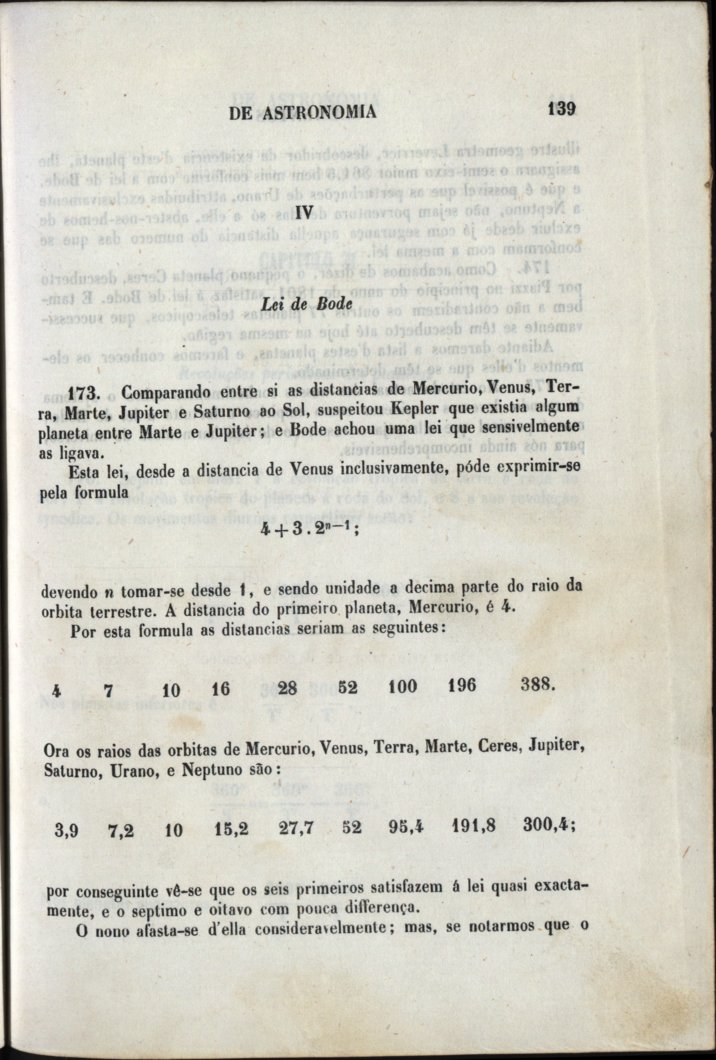 DE ASTRONOMIA 139
IV
Lei de Bode
173. Comparando entre si as distancias de Mercurio, Venus, Ter-
ra, Marte, Jupiter e Saturno ao Sol, suspeitou Kepler que existia algum
planeta entre Marte e Jupiter; e Bode achou uma lei que sensivelmente
as ligava.
Esta lei, desde a distancia de Venus inclusivamente, póde exprimir-se
pela formula
4+3.2ⁿ⁻¹;
devendo n tomar-se desde 1, e sendo unidade a decima parte do raio da
orbita terrestre. A distancia do primeiro planeta, Mercurio, é 4.
Por esta formula as distancias seriam as seguintes:
4 7 10 16 28 52 100 196 388.
Ora os raios das orbitas de Mercurio, Venus, Terra, Marte, Ceres, Jupiter,
Saturno, Urano, e Neptuno são:
3,9 7,2 10 15,2 27,7 52 95,4 191,8 300,4;
por conseguinte vê-se que os seis primeiros satisfazem á lei quasi exacta-
mente, e o septimo e oitavo com pouca differença.
O nono afasta-se d'ella consideravelmente; mas, se notarmos que o